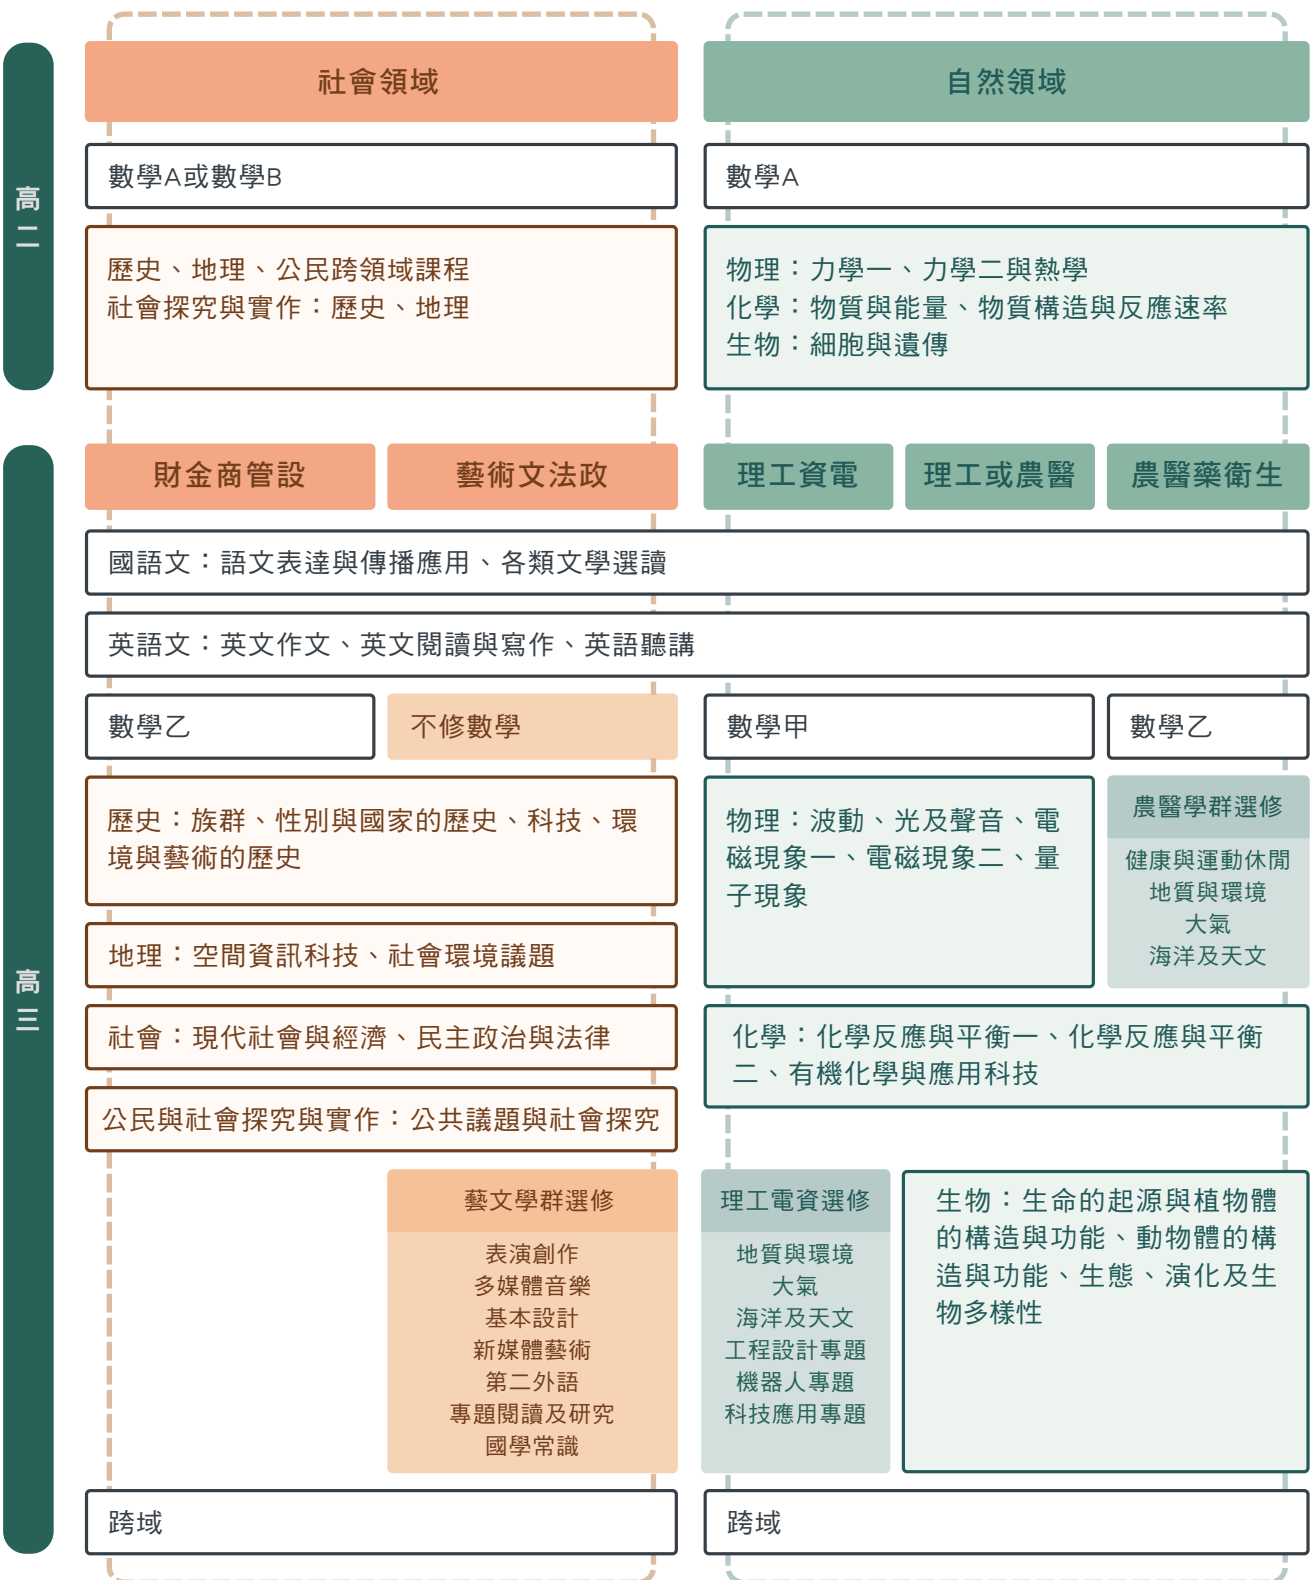 高二
社會領域
自然領域
數學A或數學B
數學A
歷史、地理、公民跨領域課程
社會探究與實作：歷史、地理
物理：力學一、力學二與熱學
化學：物質與能量、物質構造與反應速率
生物：細胞與遺傳
高三
財金商管設
藝術文法政
理工資電
理工或農醫
農醫藥衛生
國語文：語文表達與傳播應用、各類文學選讀
英語文：英文作文、英文閱讀與寫作、英語聽講
數學乙
不修數學
數學甲
數學乙
歷史：族群、性別與國家的歷史、科技、環
境與藝術的歷史
地理：空間資訊科技、社會環境議題
社會：現代社會與經濟、民主政治與法律
公民與社會探究與實作：公共議題與社會探究
物理：波動、光及聲音、電
磁現象一、電磁現象二、量
子現象
農醫學群選修
健康與運動休閒
地質與環境
大氣
海洋及天文
化學：化學反應與平衡一、化學反應與平衡
二、有機化學與應用科技
藝文學群選修
表演創作
多媒體音樂
基本設計
新媒體藝術
第二外語
專題閱讀及研究
國學常識
理工電資選修
地質與環境
大氣
海洋及天文
工程設計專題
機器人專題
科技應用專題
生物：生命的起源與植物體
的構造與功能、動物體的構
造與功能、生態、演化及生
物多樣性
跨域
跨域